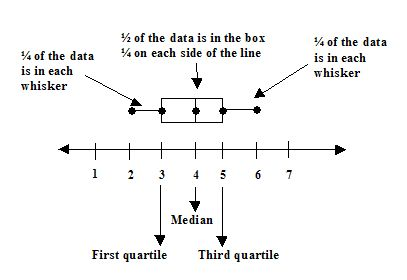 ½ of the data is in the box
¼ on each side of the line
¼ of the data
is in each
whisker
¼ of the data
is in each
whisker
1 2 3 4 5 6 7
Median
First quartile Third quartile